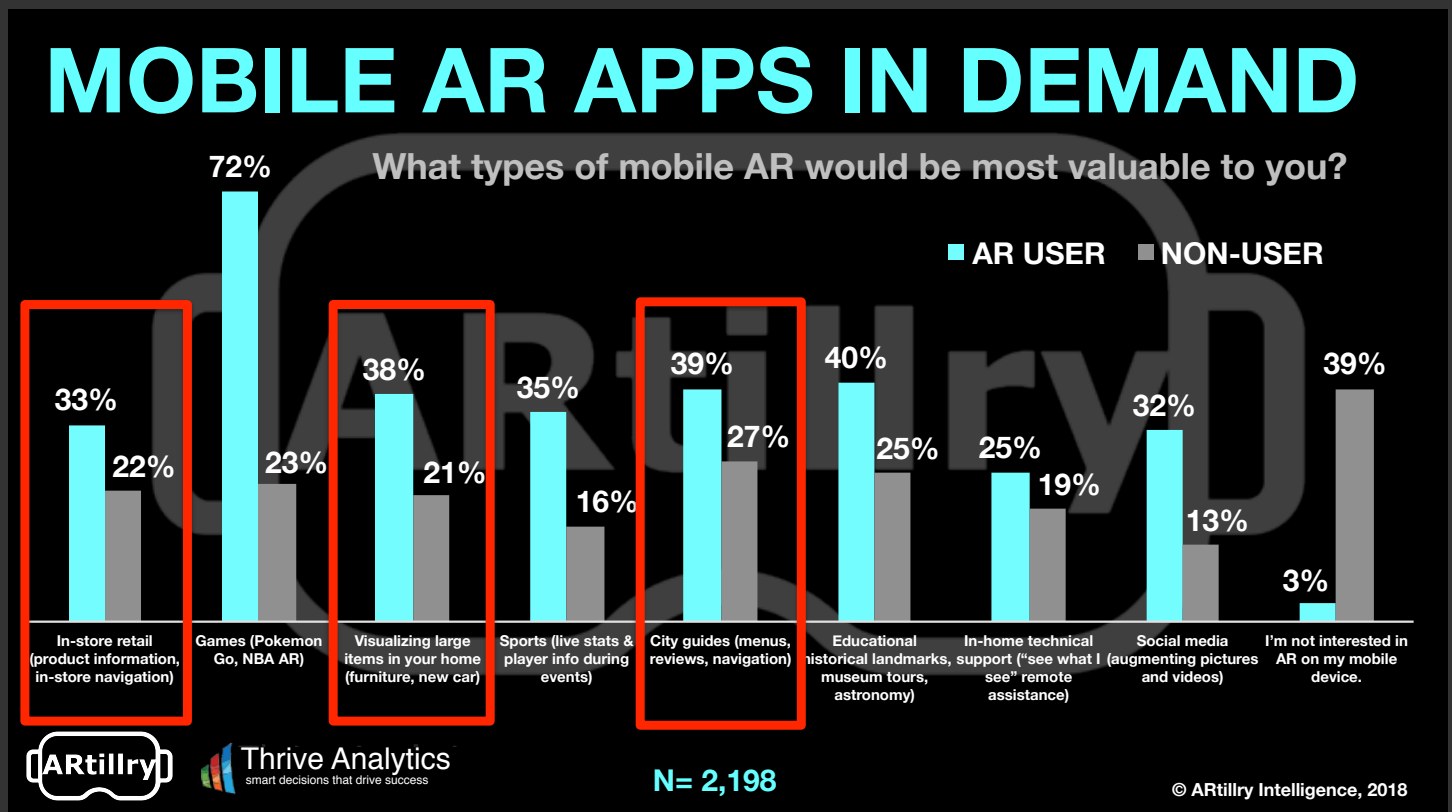 MOBILE AR APPS IN DEMAND
What types of mobile AR would be most valuable to you?
AR USER NON-USER
ARtillry
33%
22%
72%
23%
38%
21%
35%
16%
39%
27%
40%
25%
25%
19%
32%
13%
3%
39%
In-store retail
(product information,
in-store navigation)
Games (Pokemon
Go, NBA AR)
Visualizing large
items in your home
(furniture, new car)
Sports (live stats &
player info during
events)
City guides (menus,
reviews, navigation)
Educational
historical landmarks,
museum tours,
astronomy)
In-home technical
support (“see what I
see” remote
assistance)
Social media
(augmenting pictures
and videos)
I’m not interested in
AR on my mobile
device.
ARtillry
Thrive Analytics
smart decisions that drive success
N= 2,198
© ARtillry Intelligence, 2018